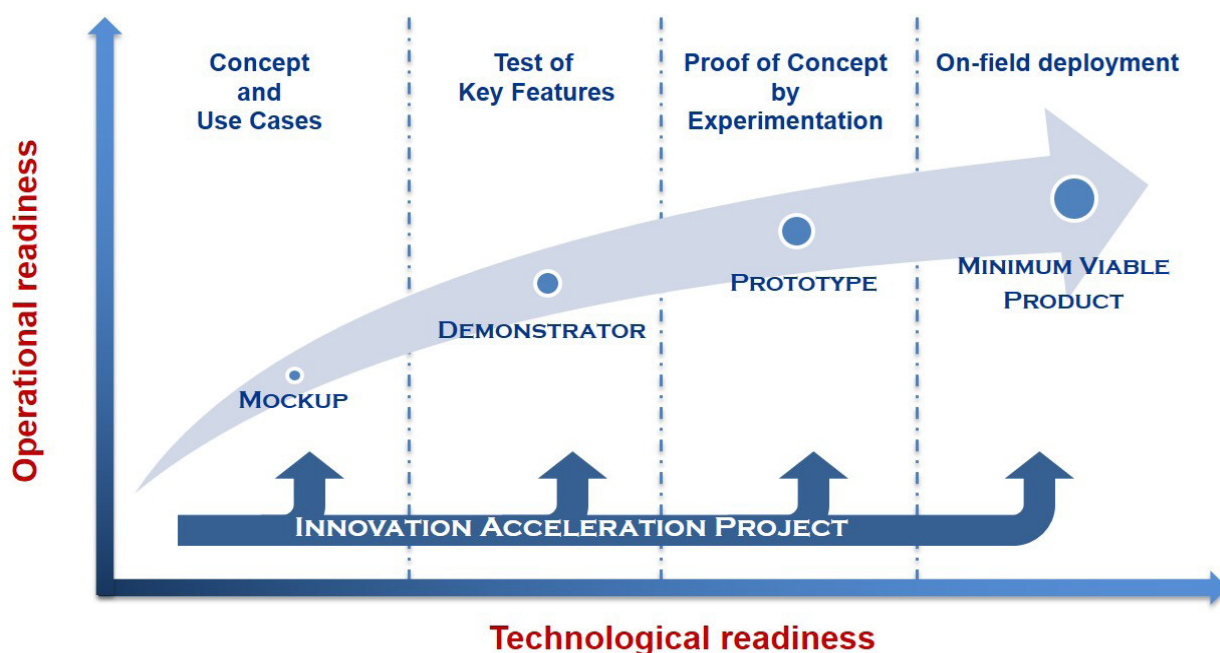 Concept
and
Use Cases
Test of
Key Features
Proof of Concept
by
Experimentation
On-field deployment
Operational readiness
MINIMUM VIABLE
PRODUCT
PROTOTYPE
DEMONSTRATOR
MOCKUP
INNOVATION ACCELERATION PROJECT
Technological readiness